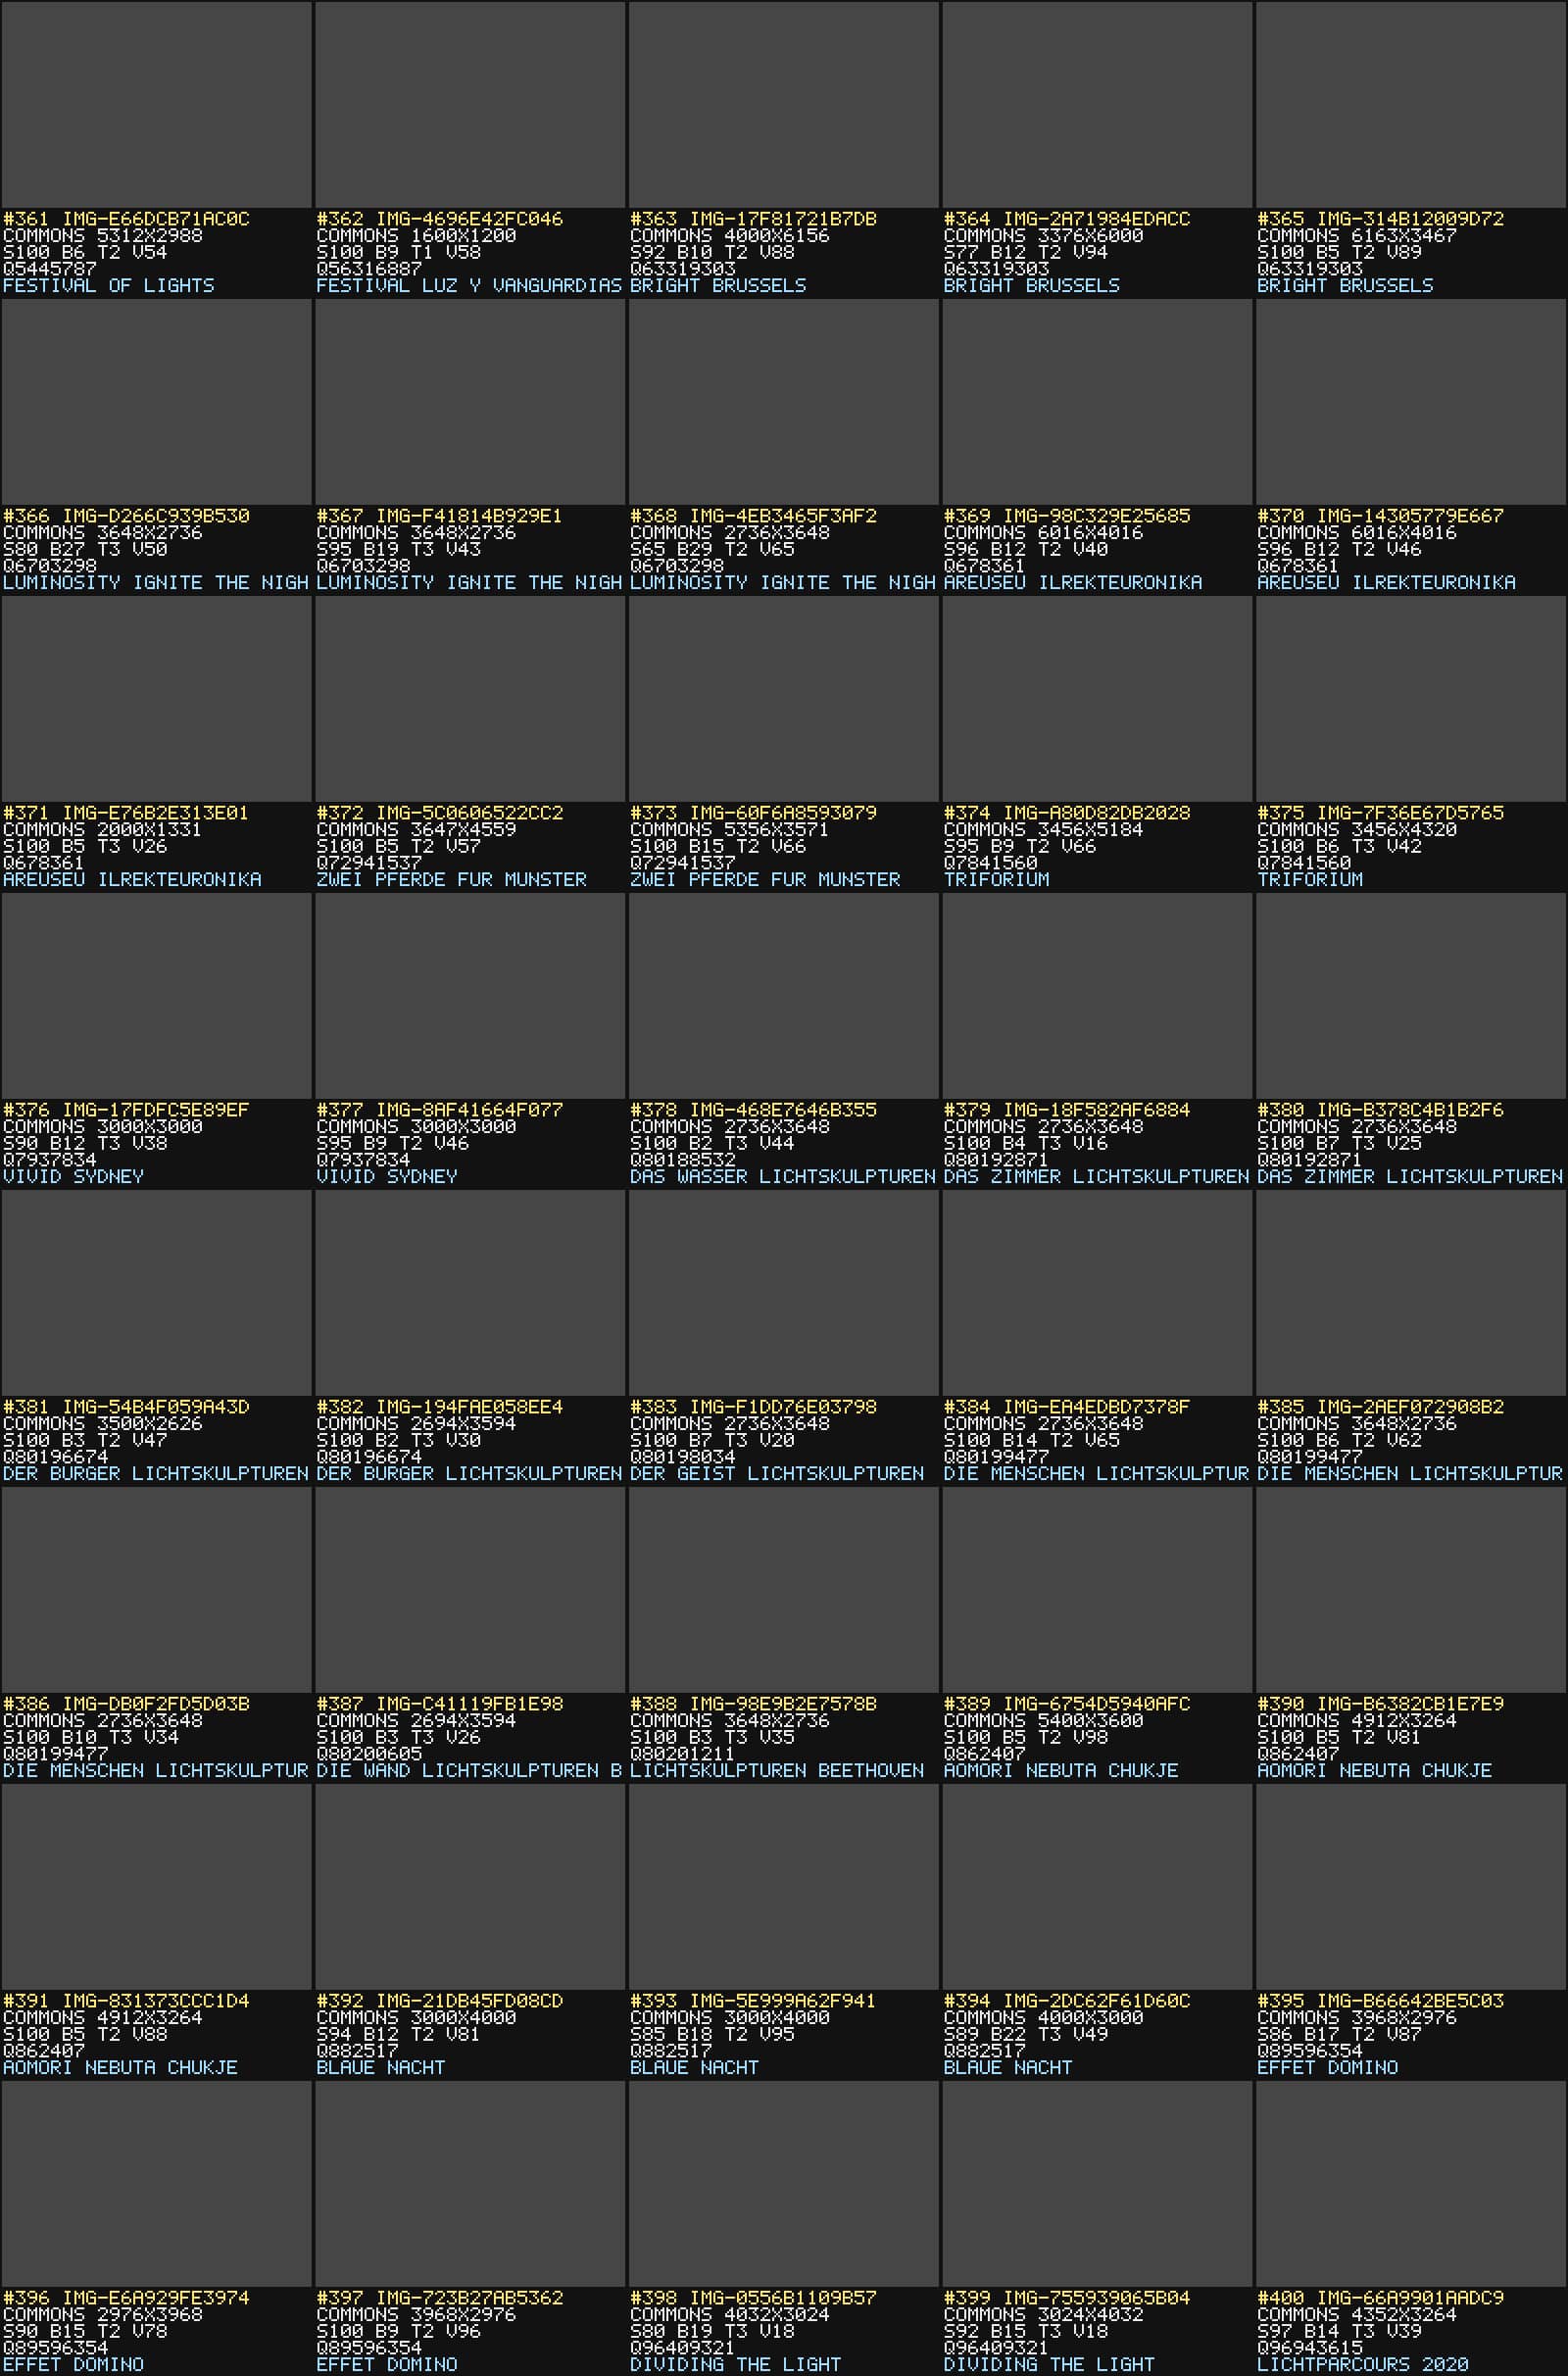 #361 IMG-E66DCB71AC0C
COMMONS 5312X2988
S100 B6 T2 V54
Q5445787
FESTIVAL OF LIGHTS
#362 IMG-4696E42FC046
COMMONS 1600X1200
S100 B9 T1 V58
Q56316887
FESTIVAL LUZ Y VANGUARDIAS
#363 IMG-17F81721B7DB
COMMONS 4000X6156
S92 B10 T2 V88
Q63319303
BRIGHT BRUSSELS
#364 IMG-2A71984EDACC
COMMONS 3376X6000
S77 B12 T2 V94
Q63319303
BRIGHT BRUSSELS
#365 IMG-314B12009D72
COMMONS 6163X3467
S100 B5 T2 V89
Q63319303
BRIGHT BRUSSELS
#366 IMG-D266C939B530
COMMONS 3648X2736
S80 B27 T3 V50
Q6703298
LUMINOSITY IGNITE THE NIGH
#367 IMG-F41814B929E1
COMMONS 3648X2736
S95 B19 T3 V43
Q6703298
LUMINOSITY IGNITE THE NIGH
#368 IMG-4EB3465F3AF2
COMMONS 2736X3648
S65 B29 T2 V65
Q6703298
LUMINOSITY IGNITE THE NIGH
#369 IMG-98C329E25685
COMMONS 6016X4016
S96 B12 T2 V40
Q678361
AREUSEU ILREKTEURONIKA
#370 IMG-14305779E667
COMMONS 6016X4016
S96 B12 T2 V46
Q678361
AREUSEU ILREKTEURONIKA
#371 IMG-E76B2E313E01
COMMONS 2000X1331
S100 B5 T3 V26
Q678361
AREUSEU ILREKTEURONIKA
#372 IMG-5C0606522CC2
COMMONS 3647X4559
S100 B5 T2 V57
Q72941537
ZWEI PFERDE FUR MUNSTER
#373 IMG-60F6A8593079
COMMONS 5356X3571
S100 B15 T2 V66
Q72941537
ZWEI PFERDE FUR MUNSTER
#374 IMG-A80D82DB2028
COMMONS 3456X5184
S95 B9 T2 V66
Q7841560
TRIFORIUM
#375 IMG-7F36E67D5765
COMMONS 3456X4320
S100 B6 T3 V42
Q7841560
TRIFORIUM
#376 IMG-17FDFC5E89EF
COMMONS 3000X3000
S90 B12 T3 V38
Q7937834
VIVID SYDNEY
#377 IMG-8AF41664F077
COMMONS 3000X3000
S95 B9 T2 V46
Q7937834
VIVID SYDNEY
#378 IMG-468E7646B355
COMMONS 2736X3648
S100 B2 T3 V44
Q80188532
DAS WASSER LICHTSKULPTUREN
#379 IMG-18F582AF6884
COMMONS 2736X3648
S100 B4 T3 V16
Q80192871
DAS ZIMMER LICHTSKULPTUREN
#380 IMG-B378C4B1B2F6
COMMONS 2736X3648
S100 B7 T3 V25
Q80192871
DAS ZIMMER LICHTSKULPTUREN
#381 IMG-54B4F059A43D
COMMONS 3500X2626
S100 B3 T2 V47
Q80196674
DER BURGER LICHTSKULPTUREN
#382 IMG-194FAE058EE4
COMMONS 2694X3594
S100 B2 T3 V30
Q80196674
DER BURGER LICHTSKULPTUREN
#383 IMG-F1DD76E03798
COMMONS 2736X3648
S100 B7 T3 V20
Q80198034
DER GEIST LICHTSKULPTUREN
#384 IMG-EA4EDBD7378F
COMMONS 2736X3648
S100 B14 T2 V65
Q80199477
DIE MENSCHEN LICHTSKULPTUR
#385 IMG-2AEF072908B2
COMMONS 3648X2736
S100 B6 T2 V62
Q80199477
DIE MENSCHEN LICHTSKULPTUR
#386 IMG-DB0F2FD5D03B
COMMONS 2736X3648
S100 B10 T3 V34
Q80199477
DIE MENSCHEN LICHTSKULPTUR
#387 IMG-C41119FB1E98
COMMONS 2694X3594
S100 B3 T3 V26
Q80200605
DIE WAND LICHTSKULPTUREN B
#388 IMG-98E9B2E7578B
COMMONS 3648X2736
S100 B3 T3 V35
Q80201211
LICHTSKULPTUREN BEETHOVEN
#389 IMG-6754D5940AFC
COMMONS 5400X3600
S100 B5 T2 V98
Q862407
AOMORI NEBUTA CHUKJE
#390 IMG-B6382CB1E7E9
COMMONS 4912X3264
S100 B5 T2 V81
Q862407
AOMORI NEBUTA CHUKJE
#391 IMG-831373CCC1D4
COMMONS 4912X3264
S100 B5 T2 V88
Q862407
AOMORI NEBUTA CHUKJE
#392 IMG-21DB45FD08CD
COMMONS 3000X4000
S94 B12 T2 V81
Q882517
BLAUE NACHT
#393 IMG-5E999A62F941
COMMONS 3000X4000
S85 B18 T2 V95
Q882517
BLAUE NACHT
#394 IMG-2DC62F61D60C
COMMONS 4000X3000
S89 B22 T3 V49
Q882517
BLAUE NACHT
#395 IMG-B66642BE5C03
COMMONS 3968X2976
S86 B17 T2 V87
Q89596354
EFFET DOMINO
#396 IMG-E6A929FE3974
COMMONS 2976X3968
S90 B15 T2 V78
Q89596354
EFFET DOMINO
#397 IMG-723B27AB5362
COMMONS 3968X2976
S100 B9 T2 V96
Q89596354
EFFET DOMINO
#398 IMG-0556B1109B57
COMMONS 4032X3024
S80 B19 T3 V18
Q96409321
DIVIDING THE LIGHT
#399 IMG-755939065B04
COMMONS 3024X4032
S92 B15 T3 V18
Q96409321
DIVIDING THE LIGHT
#400 IMG-66A9901AADC9
COMMONS 4352X3264
S97 B14 T3 V39
Q96943615
LICHTPARCOURS 2020